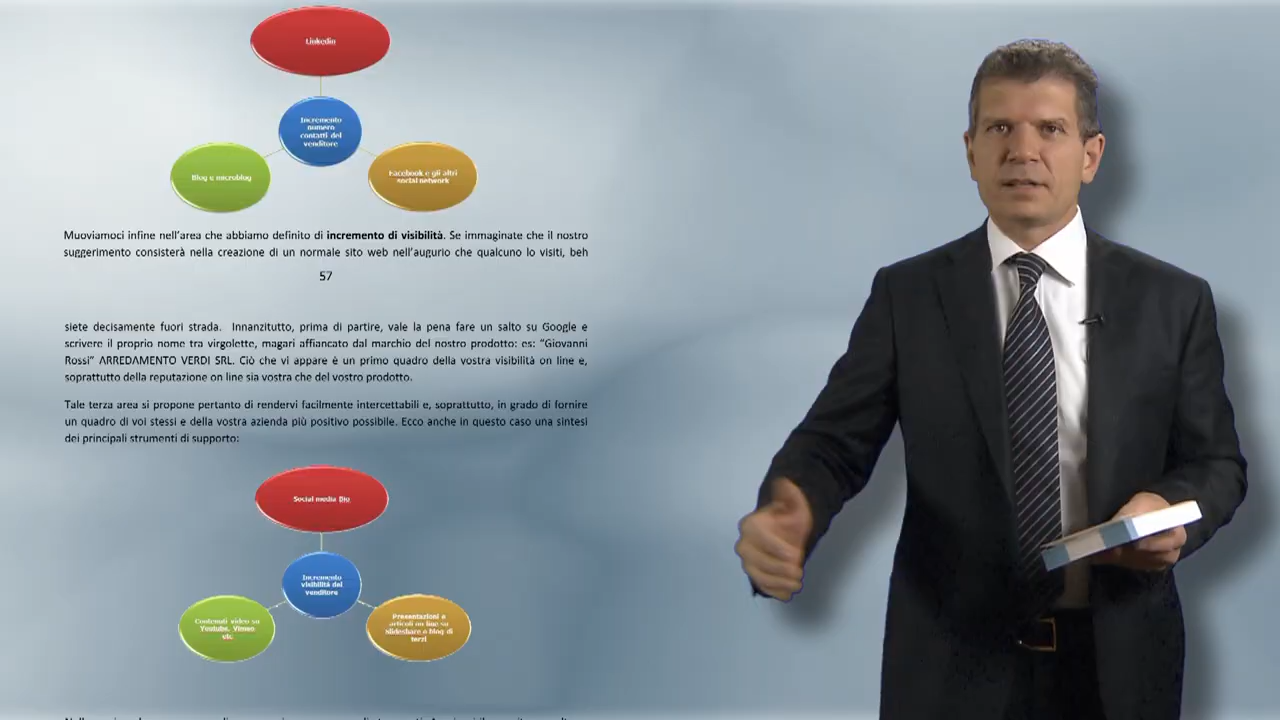 Linkedin
Incremento
numero
contatti del
venditore
Blog e microblog
Facebook e gli altri
social network
Muoviamoci infine nell'area che abbiamo definito di incremento di visibilità. Se immaginate che il nostro
suggerimento consisterà nella creazione di un normale sito web nell'augurio che qualcuno lo visiti, beh
57
siete decisamente fuori strada. Innanzitutto, prima di partire, vale la pena fare un salto su Google e
scrivere il proprio nome tra virgolette, magari affiancato dal marchio del nostro prodotto: es: "Giovanni
Rossi" ARREDAMENTO VERDI SRL. Ciò che vi appare è un primo quadro della vostra visibilità on line e,
soprattutto della reputazione on line sia vostra che del vostro prodotto.
Tale terza area si propone pertanto di rendervi facilmente intercettabili e, soprattutto, in grado di fornire
un quadro di voi stessi e della vostra azienda più positivo possibile. Ecco anche in questo caso una sintesi
dei principali strumenti di supporto:
Social media Bio
Incremento
visibilità del
venditore
Contenuti video su
Youtube, Vimeo
etc
Presentazioni e
articoli on line su
slideshare o blog di
terzi